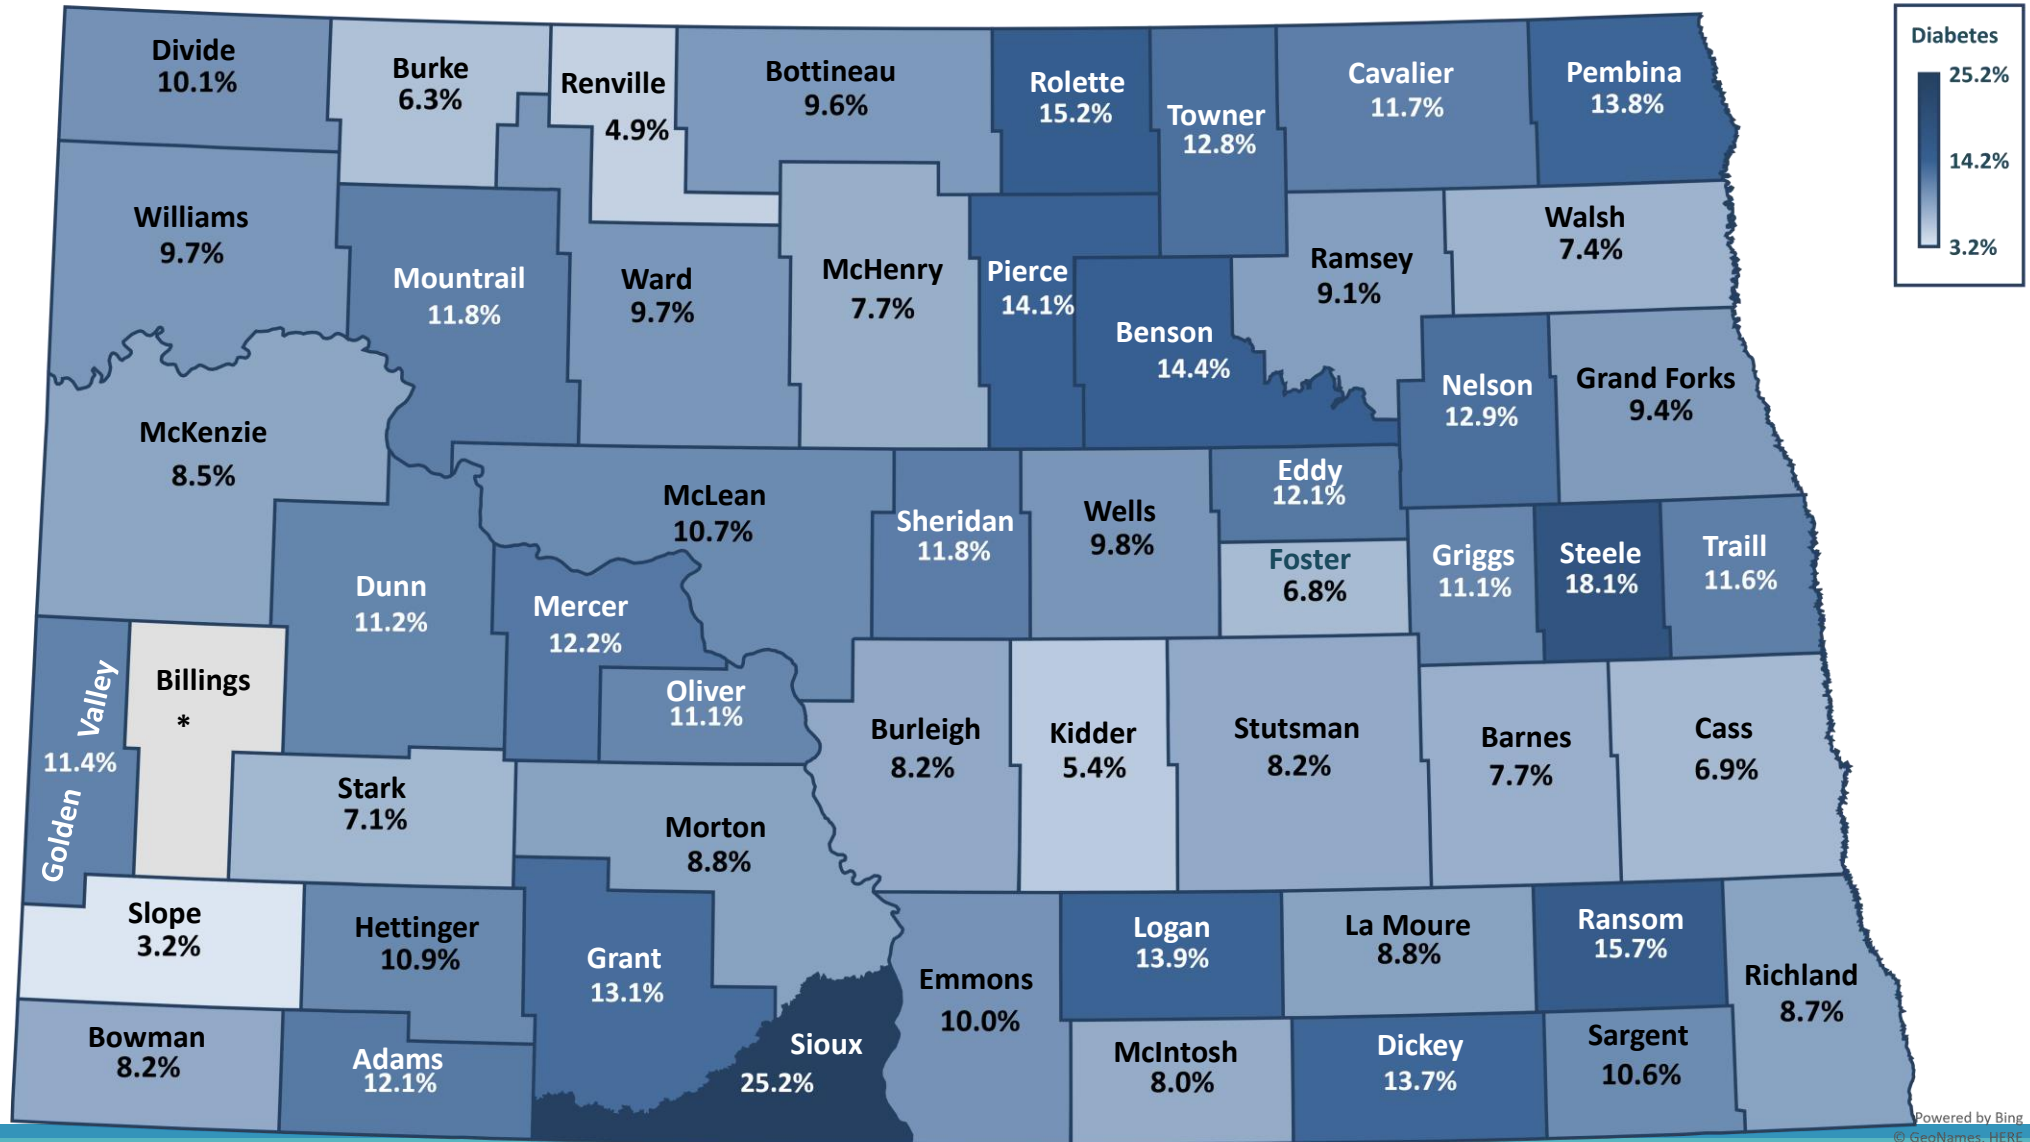 Divide
10.1%
Burke
6.3%
Renville
4.9%
Bottineau
9.6%
Rolette
15.2%
Towner
12.8%
Cavalier
11.7%
Pembina
13.8%
Diabetes
25.2%
14.2%
3.2%
Williams
9.7%
Mountrail
11.8%
Ward
9.7%
McHenry
7.7%
Pierce
14.1%
Benson
14.4%
Ramsey
9.1%
Walsh
7.4%
Nelson
12.9%
Grand Forks
9.4%
McKenzie
8.5%
McLean
10.7%
Sheridan
11.8%
Wells
9.8%
Eddy
12.1%
Foster
6.8%
Griggs
11.1%
Steele
18.1%
Traill
11.6%
Dunn
11.2%
Mercer
12.2%
Oliver
11.1%
Golden Valley
11.4%
Billings
*
Stark
7.1%
Morton
8.8%
Burleigh
8.2%
Kidder
5.4%
Stutsman
8.2%
Barnes
7.7%
Cass
6.9%
Slope
3.2%
Hettinger
10.9%
Grant
13.1%
Sioux
25.2%
Emmons
10.0%
Logan
13.9%
La Moure
8.8%
Ransom
15.7%
Richland
8.7%
Bowman
8.2%
Adams
12.1%
McIntosh
8.0%
Dickey
13.7%
Sargent
10.6%
Powered by Bing
© GeoNames, HERE